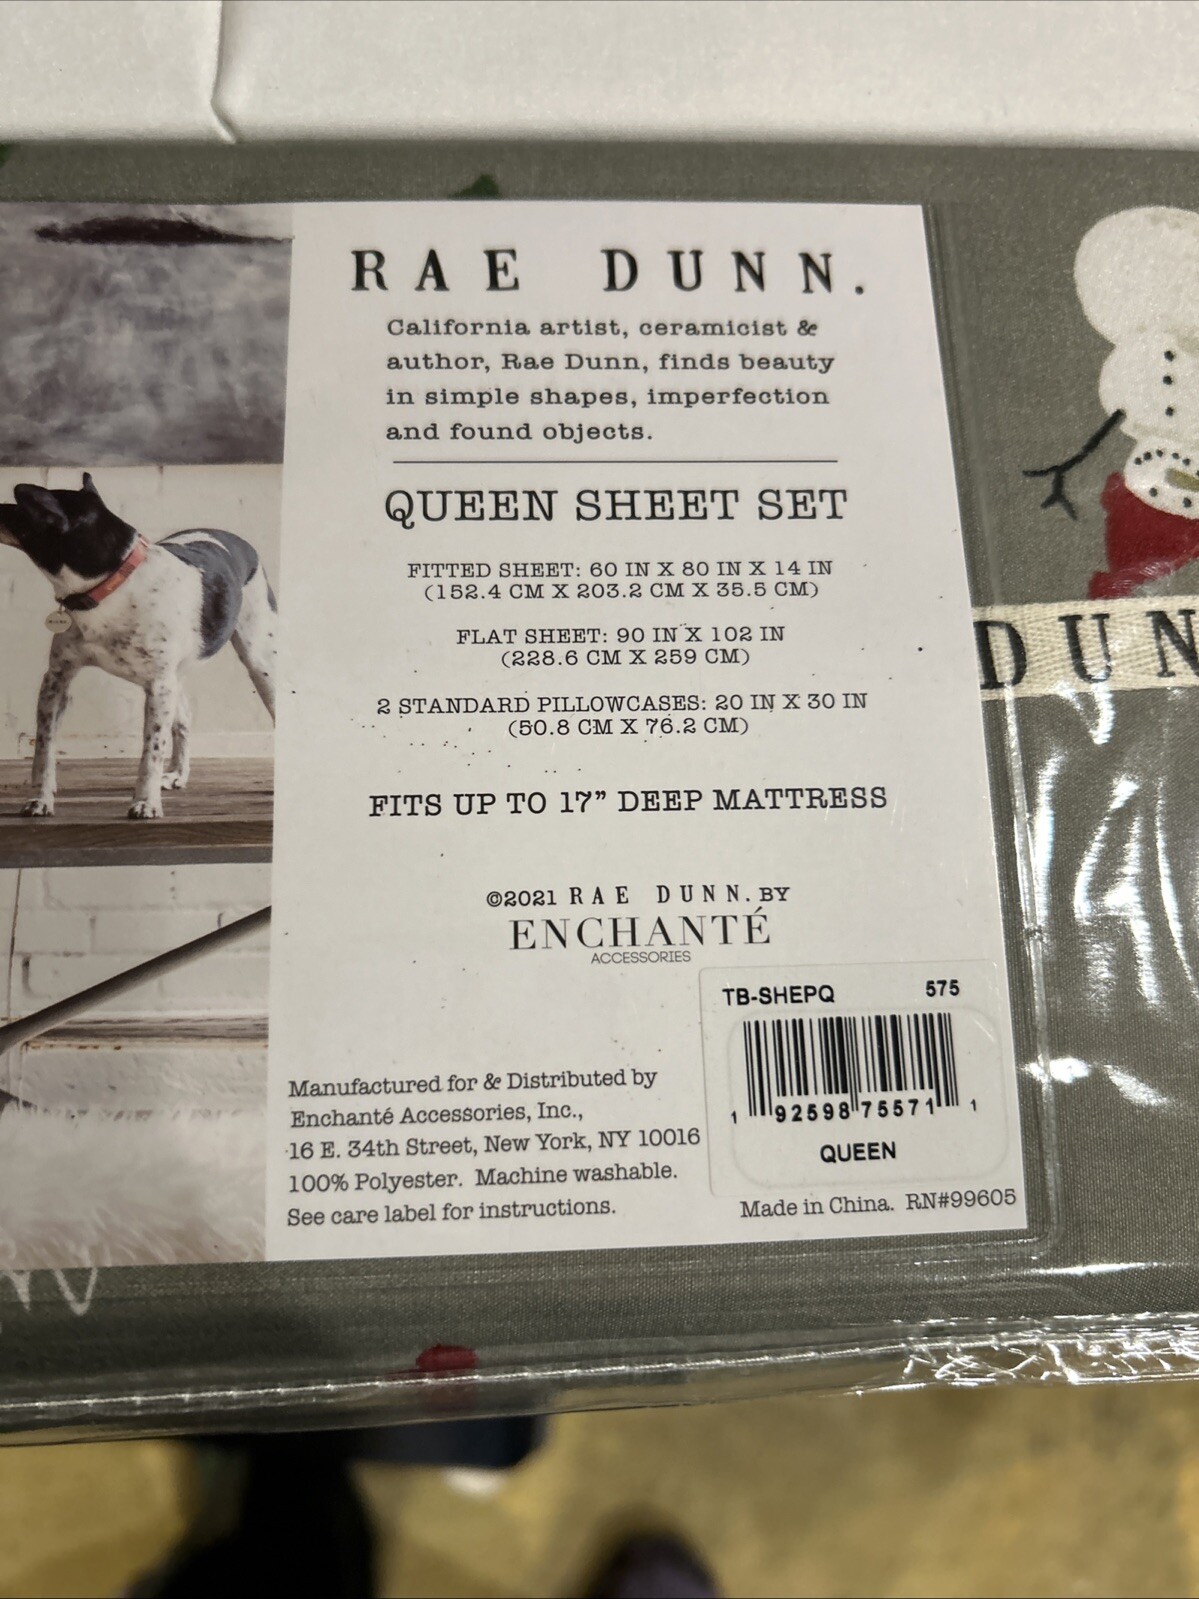 RAE DUNN.
California artist, ceramicist &
author, Rae Dunn, finds beauty
in simple shapes, imperfection
and found objects.
QUEEN SHEET SET
FITTED SHEET: 60 IN X 80 IN X 14 IN
(152.4 CM X 203.2 CM X 35.5 CM)
FLAT SHEET: 90 IN X 102 IN
(228.6 CM X 259 CM)
2 STANDARD PILLOWCASES: 20 IN X 30 IN
(50.8 CM X 76.2 CM)
FITS UP TO 17” DEEP MATTRESS
©2021 RAE DUNN. BY
ENCHANTÉ
ACCESSORIES
TB-SHEPQ 575
1 92598 75571 1
QUEEN
Manufactured for & Distributed by
Enchanté Accessories, Inc.,
16 E. 34th Street, New York, NY 10016
100% Polyester. Machine washable.
See care label for instructions.
Made in China. RN#99605
DUN